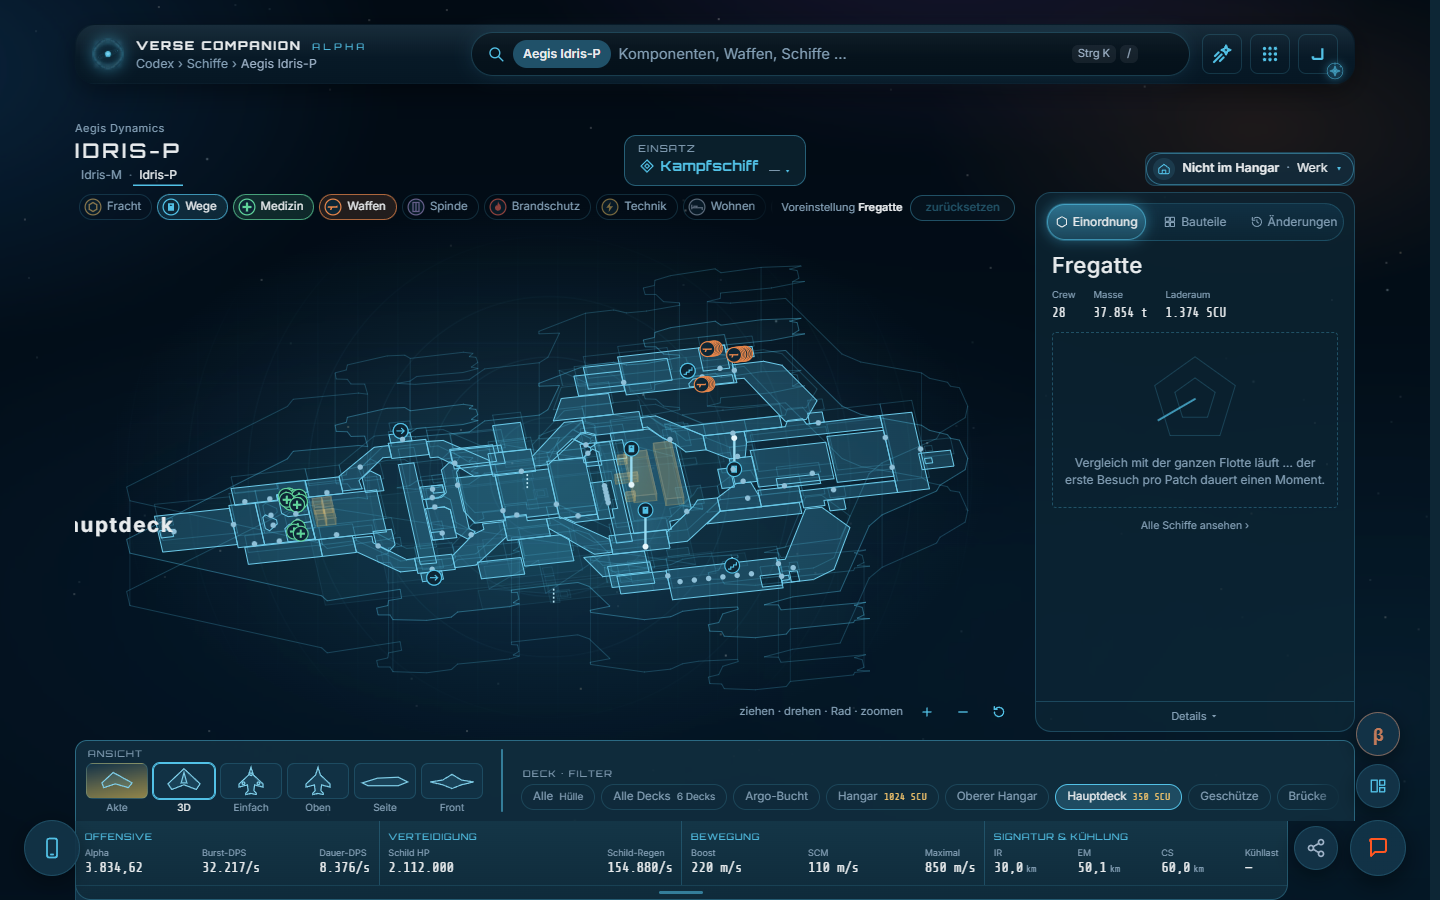 VERSE COMPANION ALPHA
Codex › Schiffe › Aegis Idris-P
Aegis Idris-P Komponenten, Waffen, Schiffe ... Strg K /
Aegis Dynamics
IDRIS-P
Idris-M · Idris-P
EINSATZ
Kampfschiff
Nicht im Hangar · Werk
Fracht Wege Medizin Waffen Spinde Brandschutz Technik Wohnen Voreinstellung Fregatte zurücksetzen
Einordnung Bauteile Änderungen
Fregatte
Crew Masse Laderaum
28 37.854 t 1.374 SCU
Vergleich mit der ganzen Flotte läuft ... der
erste Besuch pro Patch dauert einen Moment.
Alle Schiffe ansehen ›
uptdeck
ziehen · drehen · Rad · zoomen + −
Details
β
ANSICHT
Akte 3D Einfach Oben Seite Front
DECK · FILTER
Alle Hülle Alle Decks 6 Decks Argo-Bucht Hangar 1024 SCU Oberer Hangar Hauptdeck 350 SCU Geschütze Brücke
OFFENSIVE
Alpha Burst-DPS Dauer-DPS
3.834,62 32.217/s 8.376/s
VERTEIDIGUNG
Schild HP Schild-Regen
2.112.000 154.880/s
BEWEGUNG
Boost SCM Maximal
220 m/s 110 m/s 850 m/s
SIGNATUR & KÜHLUNG
IR EM CS Kühllast
30,0 km 50,1 km 60,0 km –